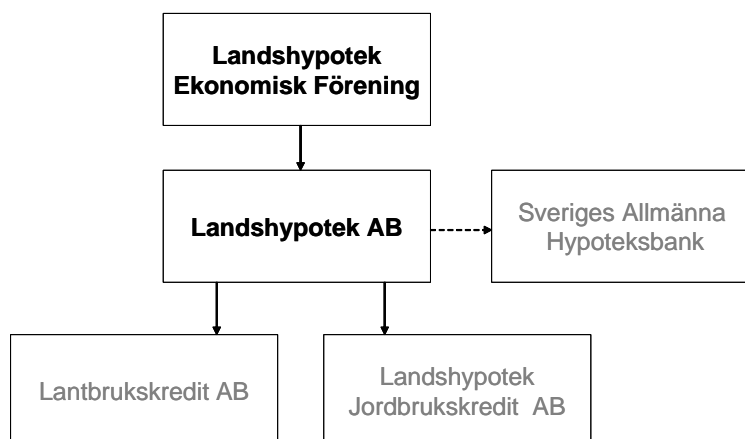 Landshypotek
Ekonomisk Förening
Landshypotek AB
Sveriges Allmänna
Hypoteksbank
Lantbrukskredit AB
Landshypotek
Jordbrukskredit AB